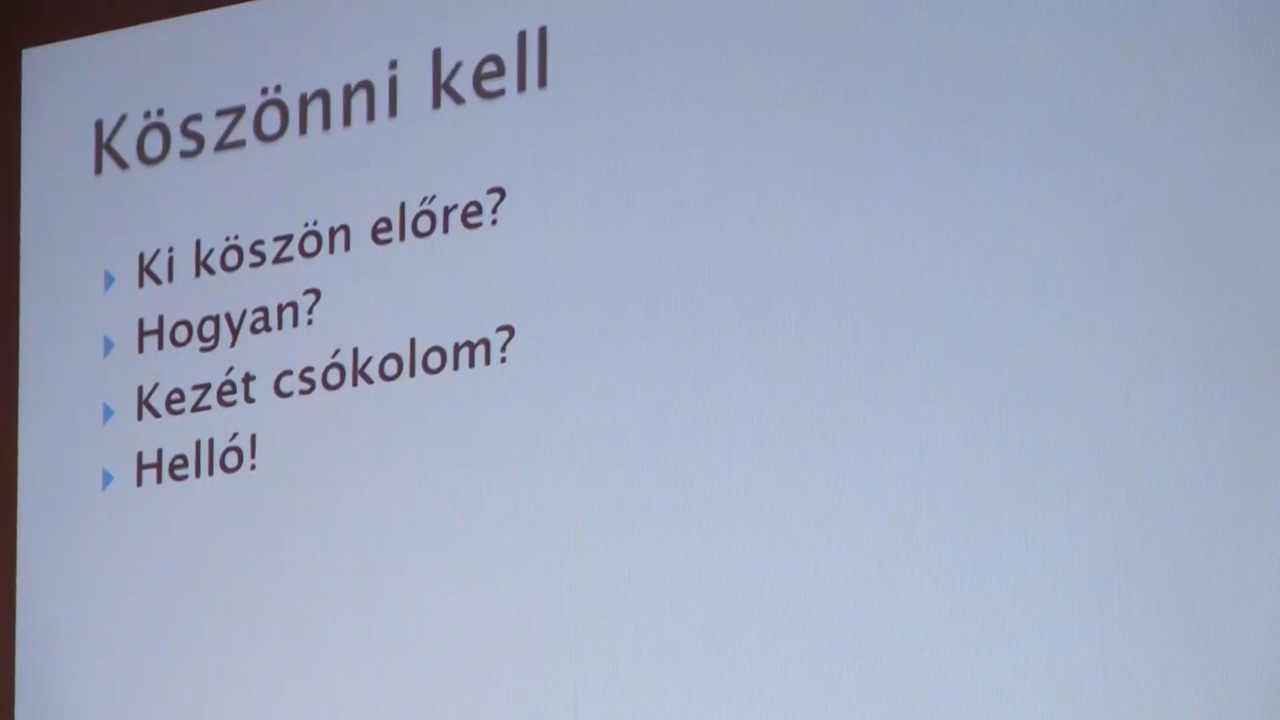 Köszönni kell
Ki köszön előre?
Hogyan?
Kezét csókolom?
Helló!